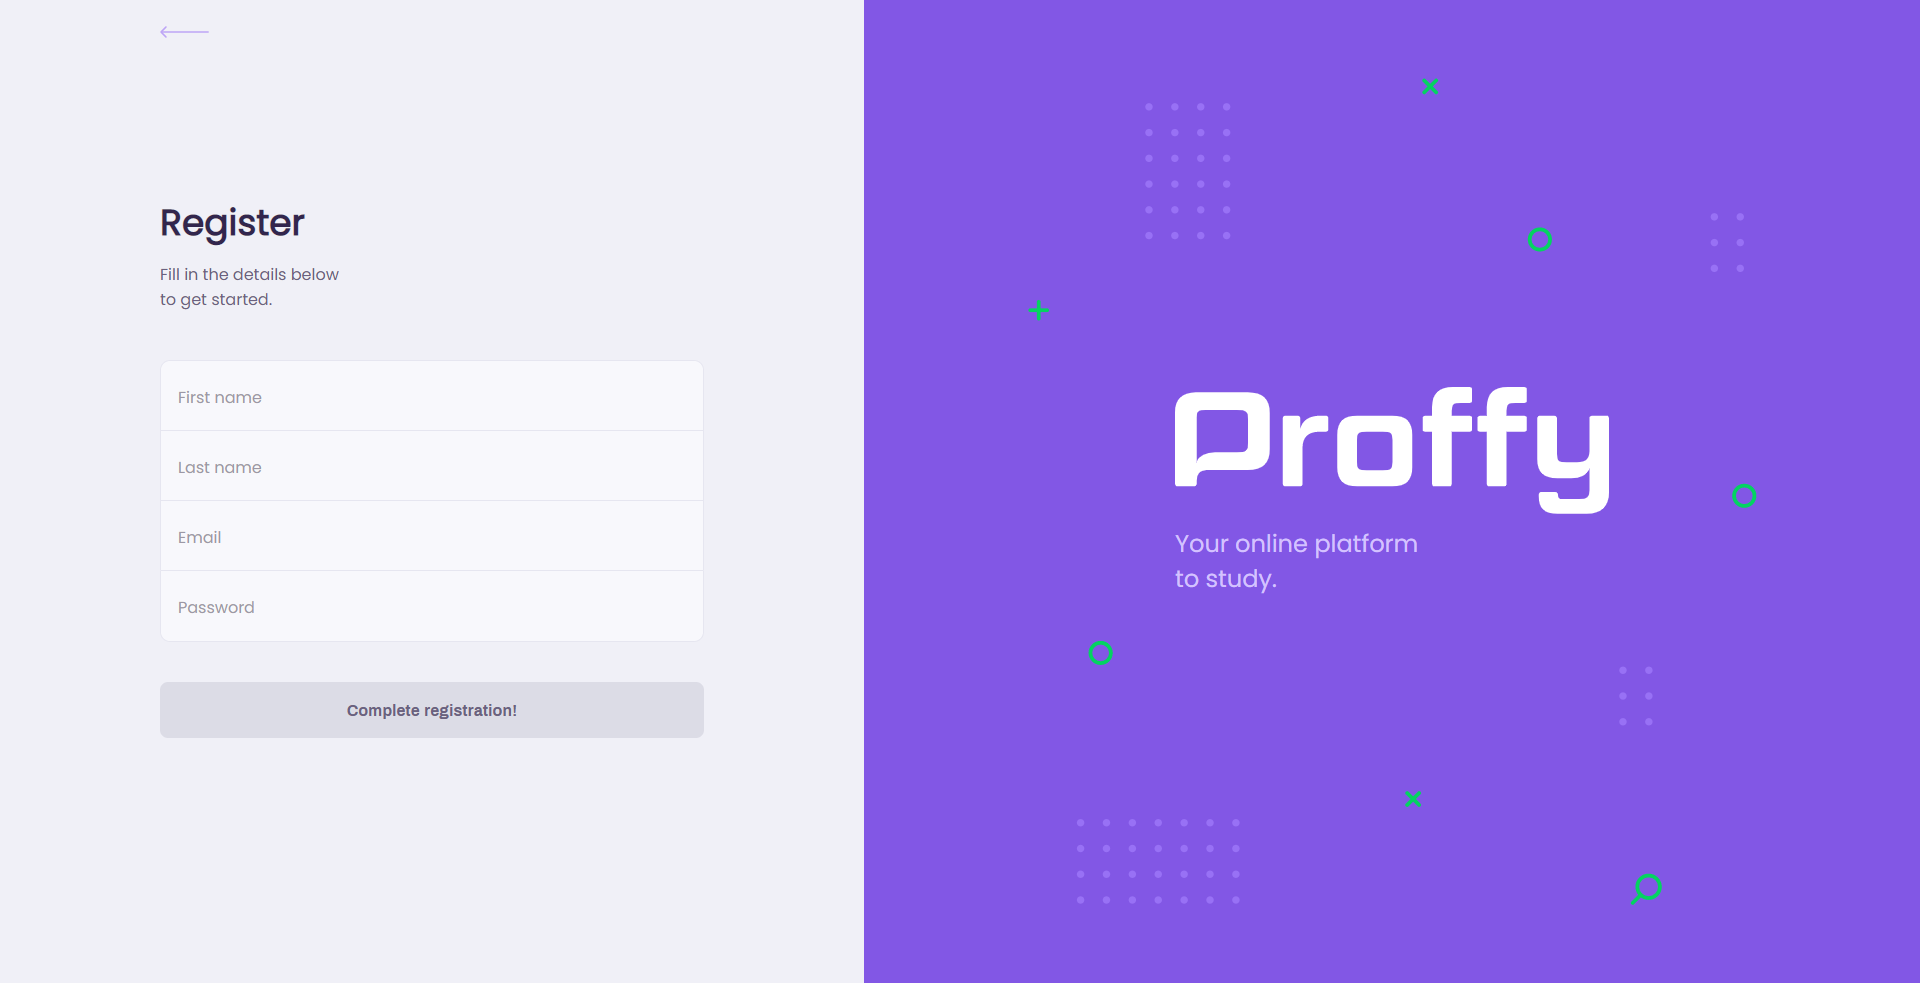 Register
Fill in the details below
to get started.
First name
Last name
Email
Password
Complete registration!
Proffy
Your online platform
to study.